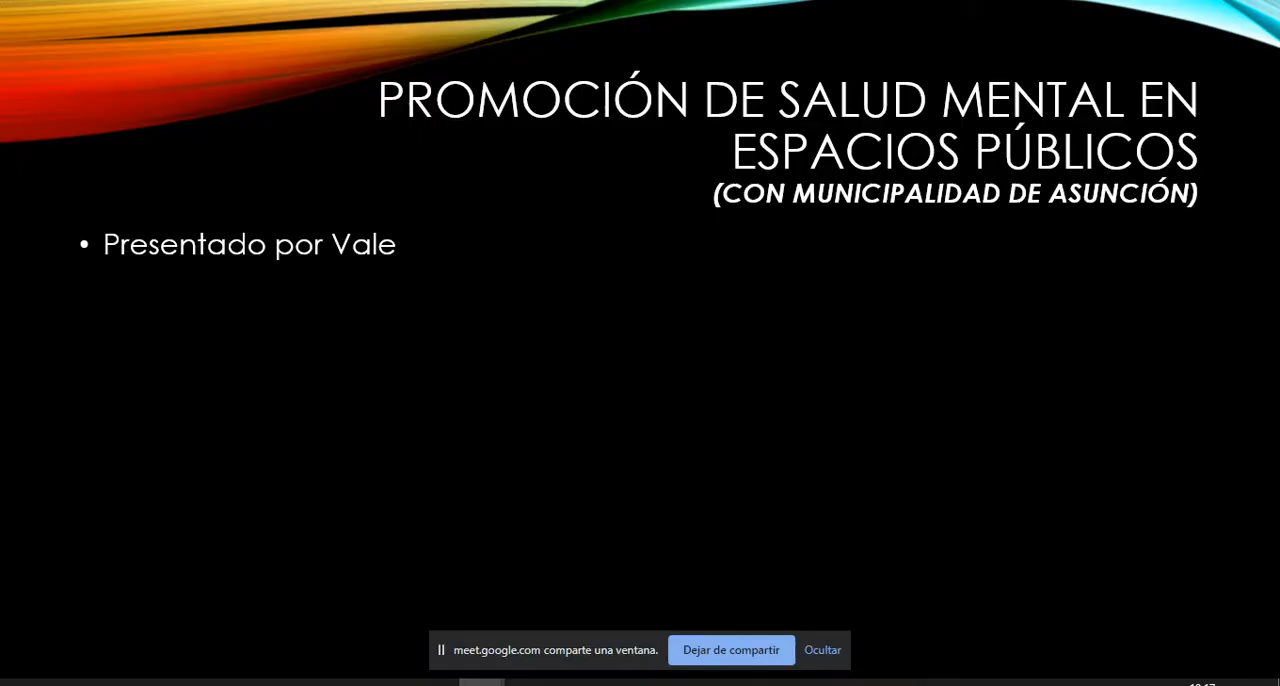 PROMOCIÓN DE SALUD MENTAL EN
ESPACIOS PÚBLICOS
(CON MUNICIPALIDAD DE ASUNCIÓN)
• Presentado por Vale
meet.google.com comparte una ventana. Dejar de compartir Ocultar